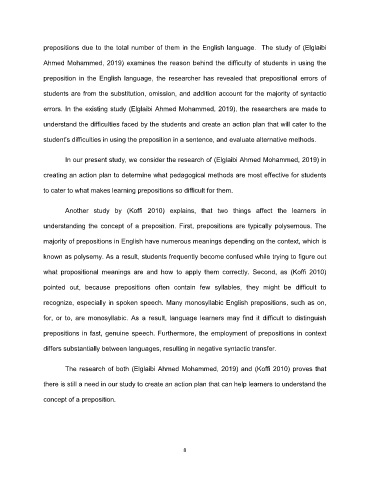 prepositions due to the total number of them in the English language. The study of (Elglaibi
Ahmed Mohammed, 2019) examines the reason behind the difficulty of students in using the
preposition in the English language, the researcher has revealed that prepositional errors of
students are from the substitution, omission, and addition account for the majority of syntactic
errors. In the existing study (Elglaibi Ahmed Mohammed, 2019), the researchers are made to
understand the difficulties faced by the students and create an action plan that will cater to the
student's difficulties in using the preposition in a sentence, and evaluate alternative methods.
In our present study, we consider the research of (Elglaibi Ahmed Mohammed, 2019) in
creating an action plan to determine what pedagogical methods are most effective for students
to cater to what makes learning prepositions so difficult for them.
Another study by (Koffi 2010) explains, that two things affect the learners in
understanding the concept of a preposition. First, prepositions are typically polysemous. The
majority of prepositions in English have numerous meanings depending on the context, which is
known as polysemy. As a result, students frequently become confused while trying to figure out
what propositional meanings are and how to apply them correctly. Second, as (Koffi 2010)
pointed out, because prepositions often contain few syllables, they might be difficult to
recognize, especially in spoken speech. Many monosyllabic English prepositions, such as on,
for, or to, are monosyllabic. As a result, language learners may find it difficult to distinguish
prepositions in fast, genuine speech. Furthermore, the employment of prepositions in context
differs substantially between languages, resulting in negative syntactic transfer.
The research of both (Elglaibi Ahmed Mohammed, 2019) and (Koffi 2010) proves that
there is still a need in our study to create an action plan that can help learners to understand the
concept of a preposition.
8